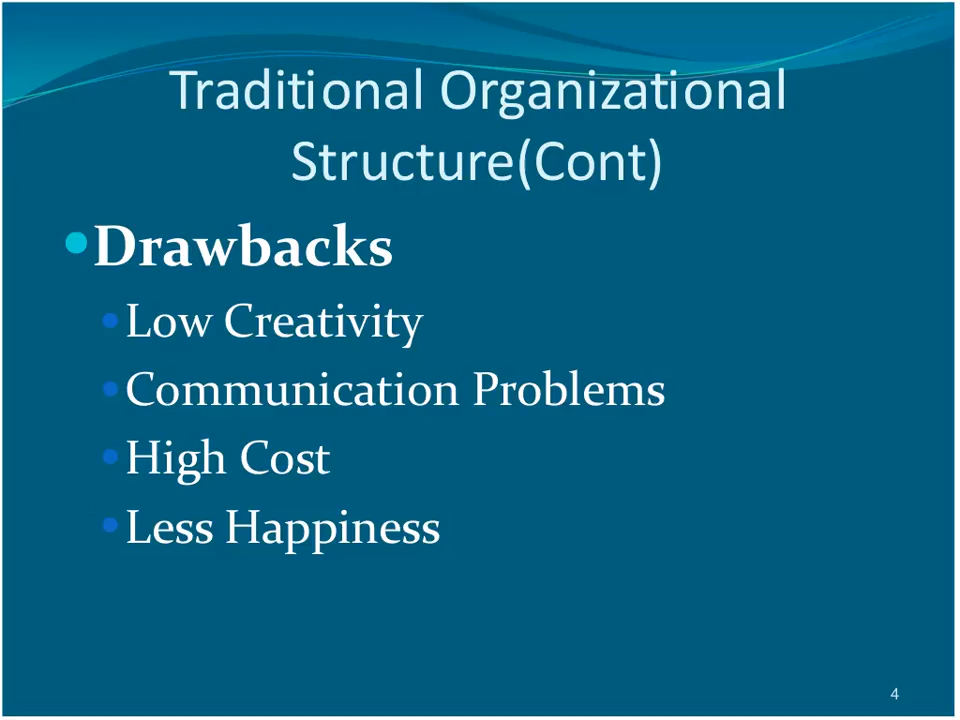 Traditional Organizational
Structure(Cont)
•Drawbacks
•Low Creativity
•Communication Problems
•High Cost
•Less Happiness
4